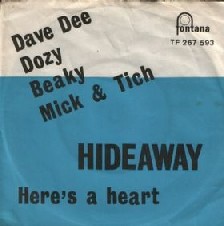 Dave Dee
Dozy
Beaky
Mick & Tich
fontana
TF 267 593
HIDEAWAY
Here's a heart